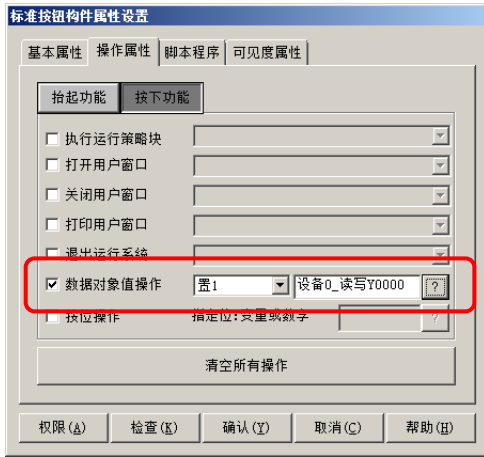 标准按钮构件属性设置
基本属性 操作属性 脚本程序 可见度属性
抬起功能 按下功能
执行运行策略块
打开用户窗口
关闭用户窗口
打印用户窗口
退出运行系统
数据对象值操作 置1 设备0_读写Y0000 ?
按位操作 指定位:变量或数字 ?
清空所有操作
权限(A) 检查(K) 确认(Y) 取消(C) 帮助(H)